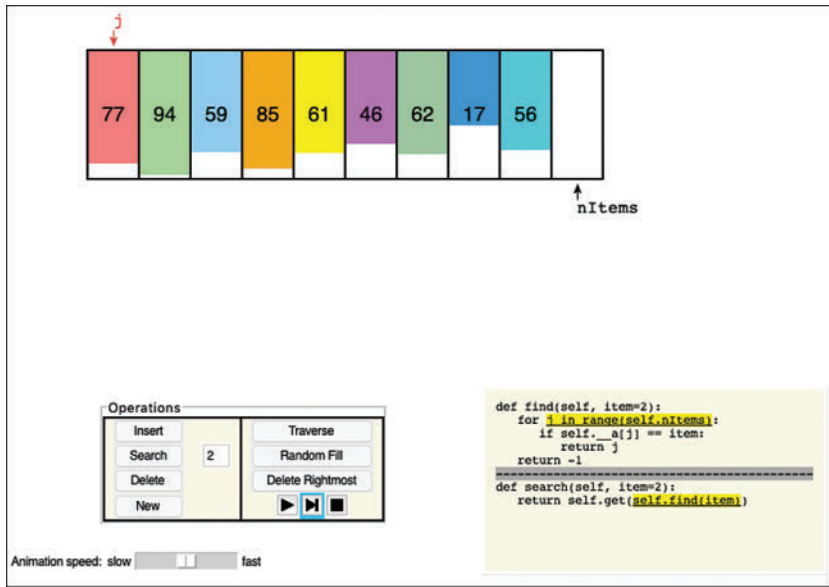 j
77 94 59 85 61 46 62 17 56
nItems
Operations
Insert Traverse
Search 2 Random Fill
Delete Delete Rightmost
New
Animation speed: slow fast
def find(self, item=2):
for j in range(self.nItems):
if self.__a[j] == item:
return j
return -1
def search(self, item=2):
return self.get(self.find(item))